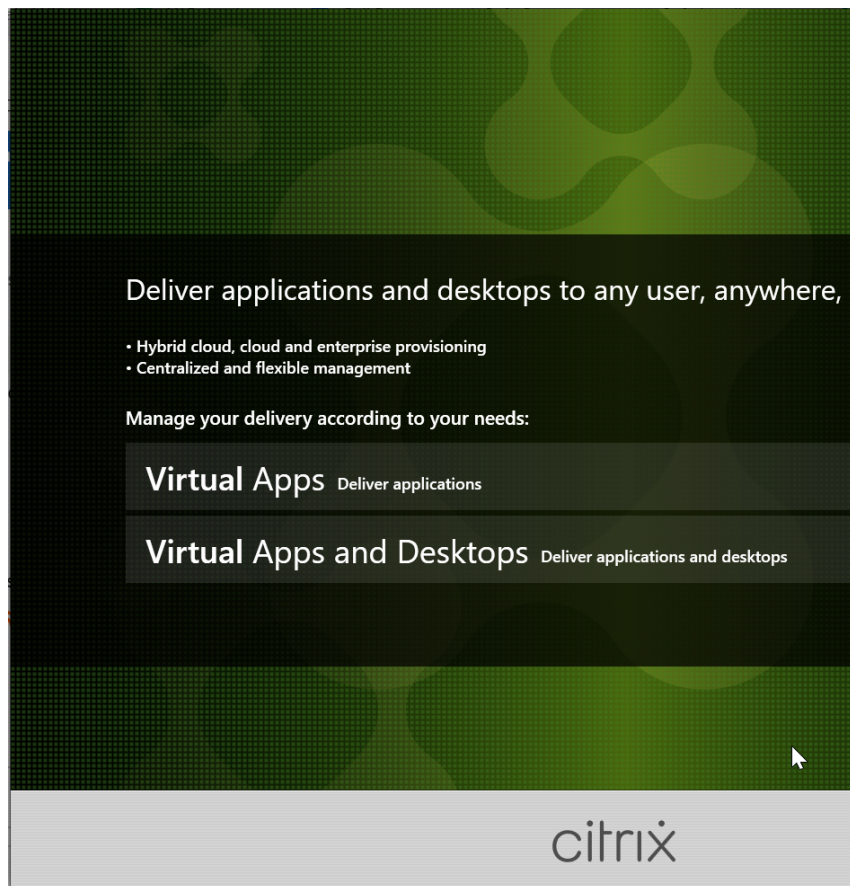 Deliver applications and desktops to any user, anywhere,
• Hybrid cloud, cloud and enterprise provisioning
• Centralized and flexible management
Manage your delivery according to your needs:
Virtual Apps Deliver applications
Virtual Apps and Desktops Deliver applications and desktops
citrix